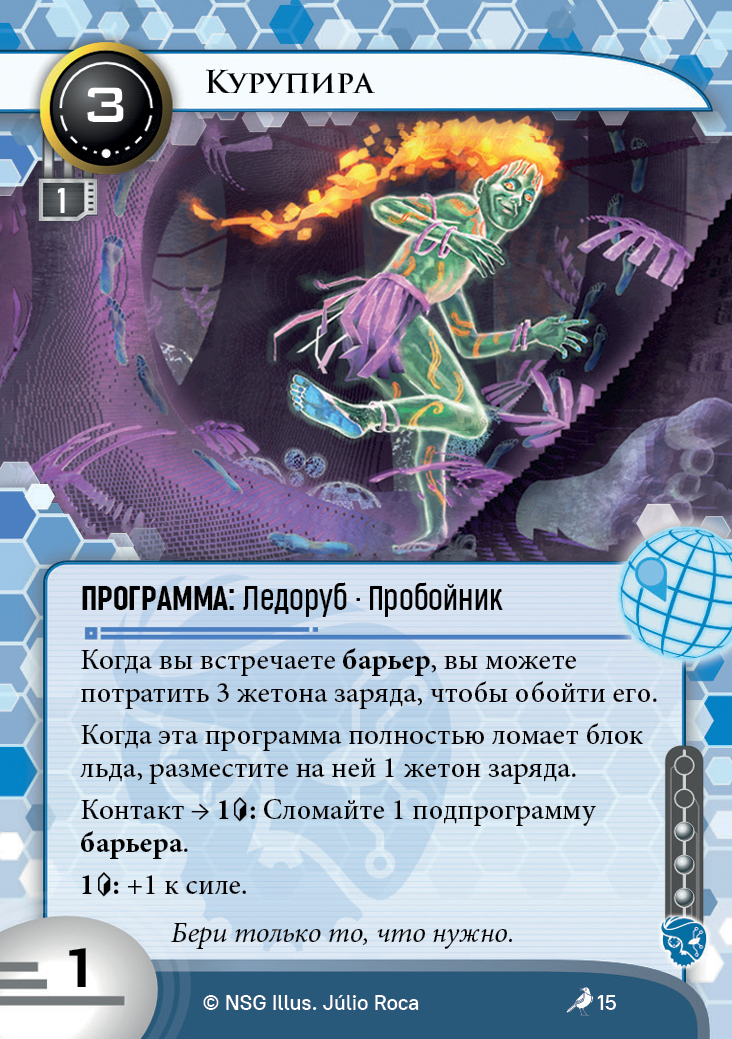 Курупира
3
1
ПРОГРАММА: Ледоруб · Пробойник
Когда вы встречаете барьер, вы можете
потратить 3 жетона заряда, чтобы обойти его.
Когда эта программа полностью ломает блок
льда, разместите на ней 1 жетон заряда.
Контакт → 1: Сломайте 1 подпрограмму
барьера.
1: +1 к силе.
Бери только то, что нужно.
1
© NSG Illus. Júlio Roca
15